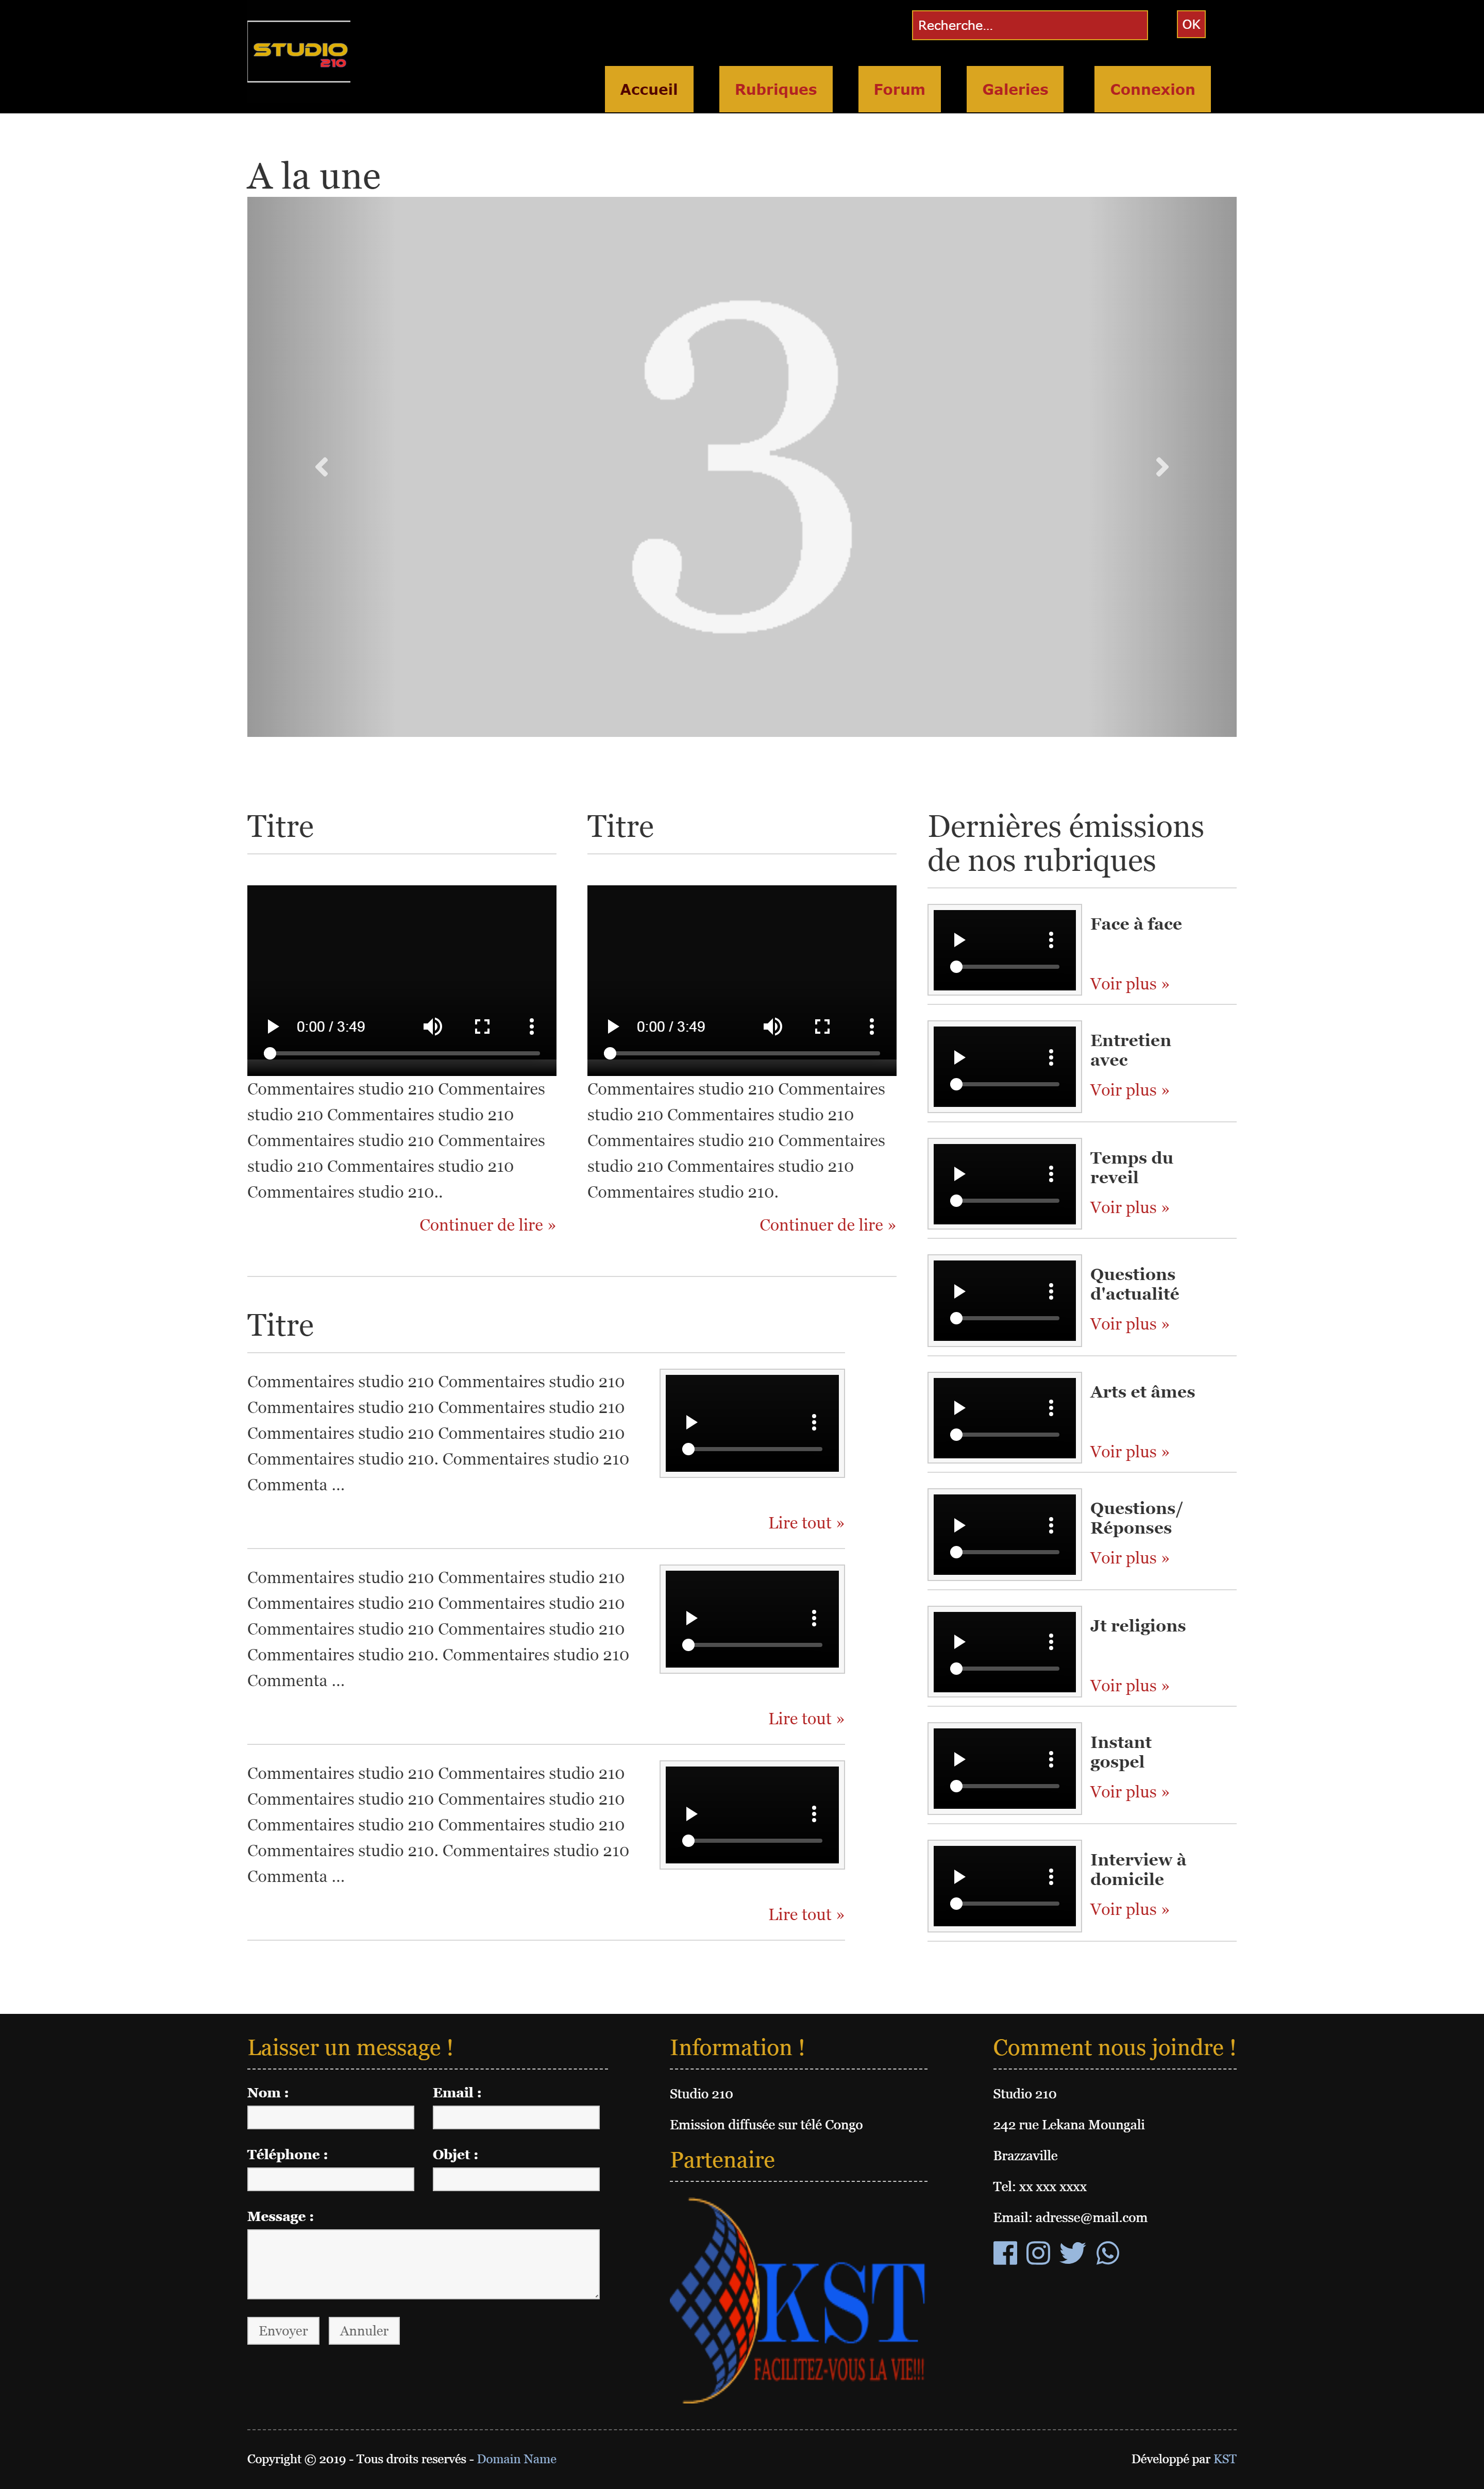 STUDIO
210
Recherche...
OK
Accueil
Rubriques
Forum
Galeries
Connexion
A la une
3
Titre
0:00 / 3:49
Commentaires studio 210 Commentaires
studio 210 Commentaires studio 210
Commentaires studio 210 Commentaires
studio 210 Commentaires studio 210
Commentaires studio 210..
Continuer de lire »
Titre
0:00 / 3:49
Commentaires studio 210 Commentaires
studio 210 Commentaires studio 210
Commentaires studio 210 Commentaires
studio 210 Commentaires studio 210
Commentaires studio 210.
Continuer de lire »
Titre
Commentaires studio 210 Commentaires studio 210
Commentaires studio 210 Commentaires studio 210
Commentaires studio 210 Commentaires studio 210
Commentaires studio 210. Commentaires studio 210
Commenta ...
Lire tout »
Commentaires studio 210 Commentaires studio 210
Commentaires studio 210 Commentaires studio 210
Commentaires studio 210 Commentaires studio 210
Commentaires studio 210. Commentaires studio 210
Commenta ...
Lire tout »
Commentaires studio 210 Commentaires studio 210
Commentaires studio 210 Commentaires studio 210
Commentaires studio 210 Commentaires studio 210
Commentaires studio 210. Commentaires studio 210
Commenta ...
Lire tout »
Dernières émissions
de nos rubriques
Face à face
Voir plus »
Entretien
avec
Voir plus »
Temps du
reveil
Voir plus »
Questions
d'actualité
Voir plus »
Arts et âmes
Voir plus »
Questions/
Réponses
Voir plus »
Jt religions
Voir plus »
Instant
gospel
Voir plus »
Interview à
domicile
Voir plus »
Laisser un message !
Nom :
Email :
Téléphone :
Objet :
Message :
Envoyer
Annuler
Information !
Studio 210
Emission diffusée sur télé Congo
Partenaire
KST
FACILITEZ-VOUS LA VIE!!!
Comment nous joindre !
Studio 210
242 rue Lekana Moungali
Brazzaville
Tel: xx xxx xxxx
Email: adresse@mail.com
Copyright © 2019 - Tous droits reservés - Domain Name
Développé par KST